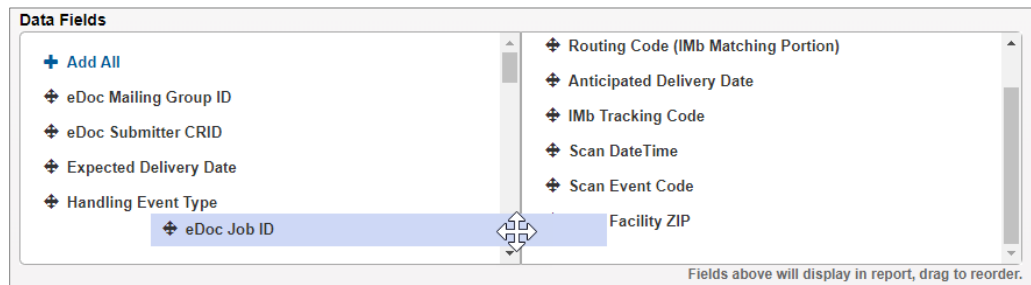 Data Fields
Add All
eDoc Mailing Group ID
eDoc Submitter CRID
Expected Delivery Date
Handling Event Type
eDoc Job ID
Routing Code (IMb Matching Portion)
Anticipated Delivery Date
IMb Tracking Code
Scan DateTime
Scan Event Code
Facility ZIP
Fields above will display in report, drag to reorder.